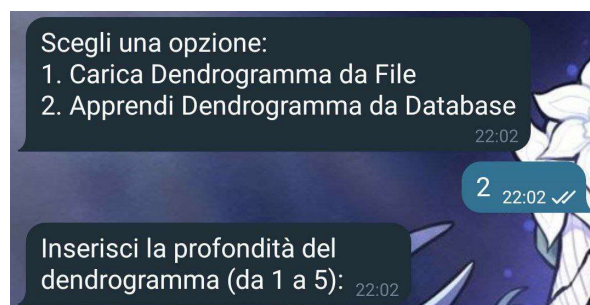 Scegli una opzione:
1. Carica Dendrogramma da File
2. Apprendi Dendrogramma da Database
22:02
2 22:02
Inserisci la profondità del
dendrogramma (da 1 a 5): 22:02